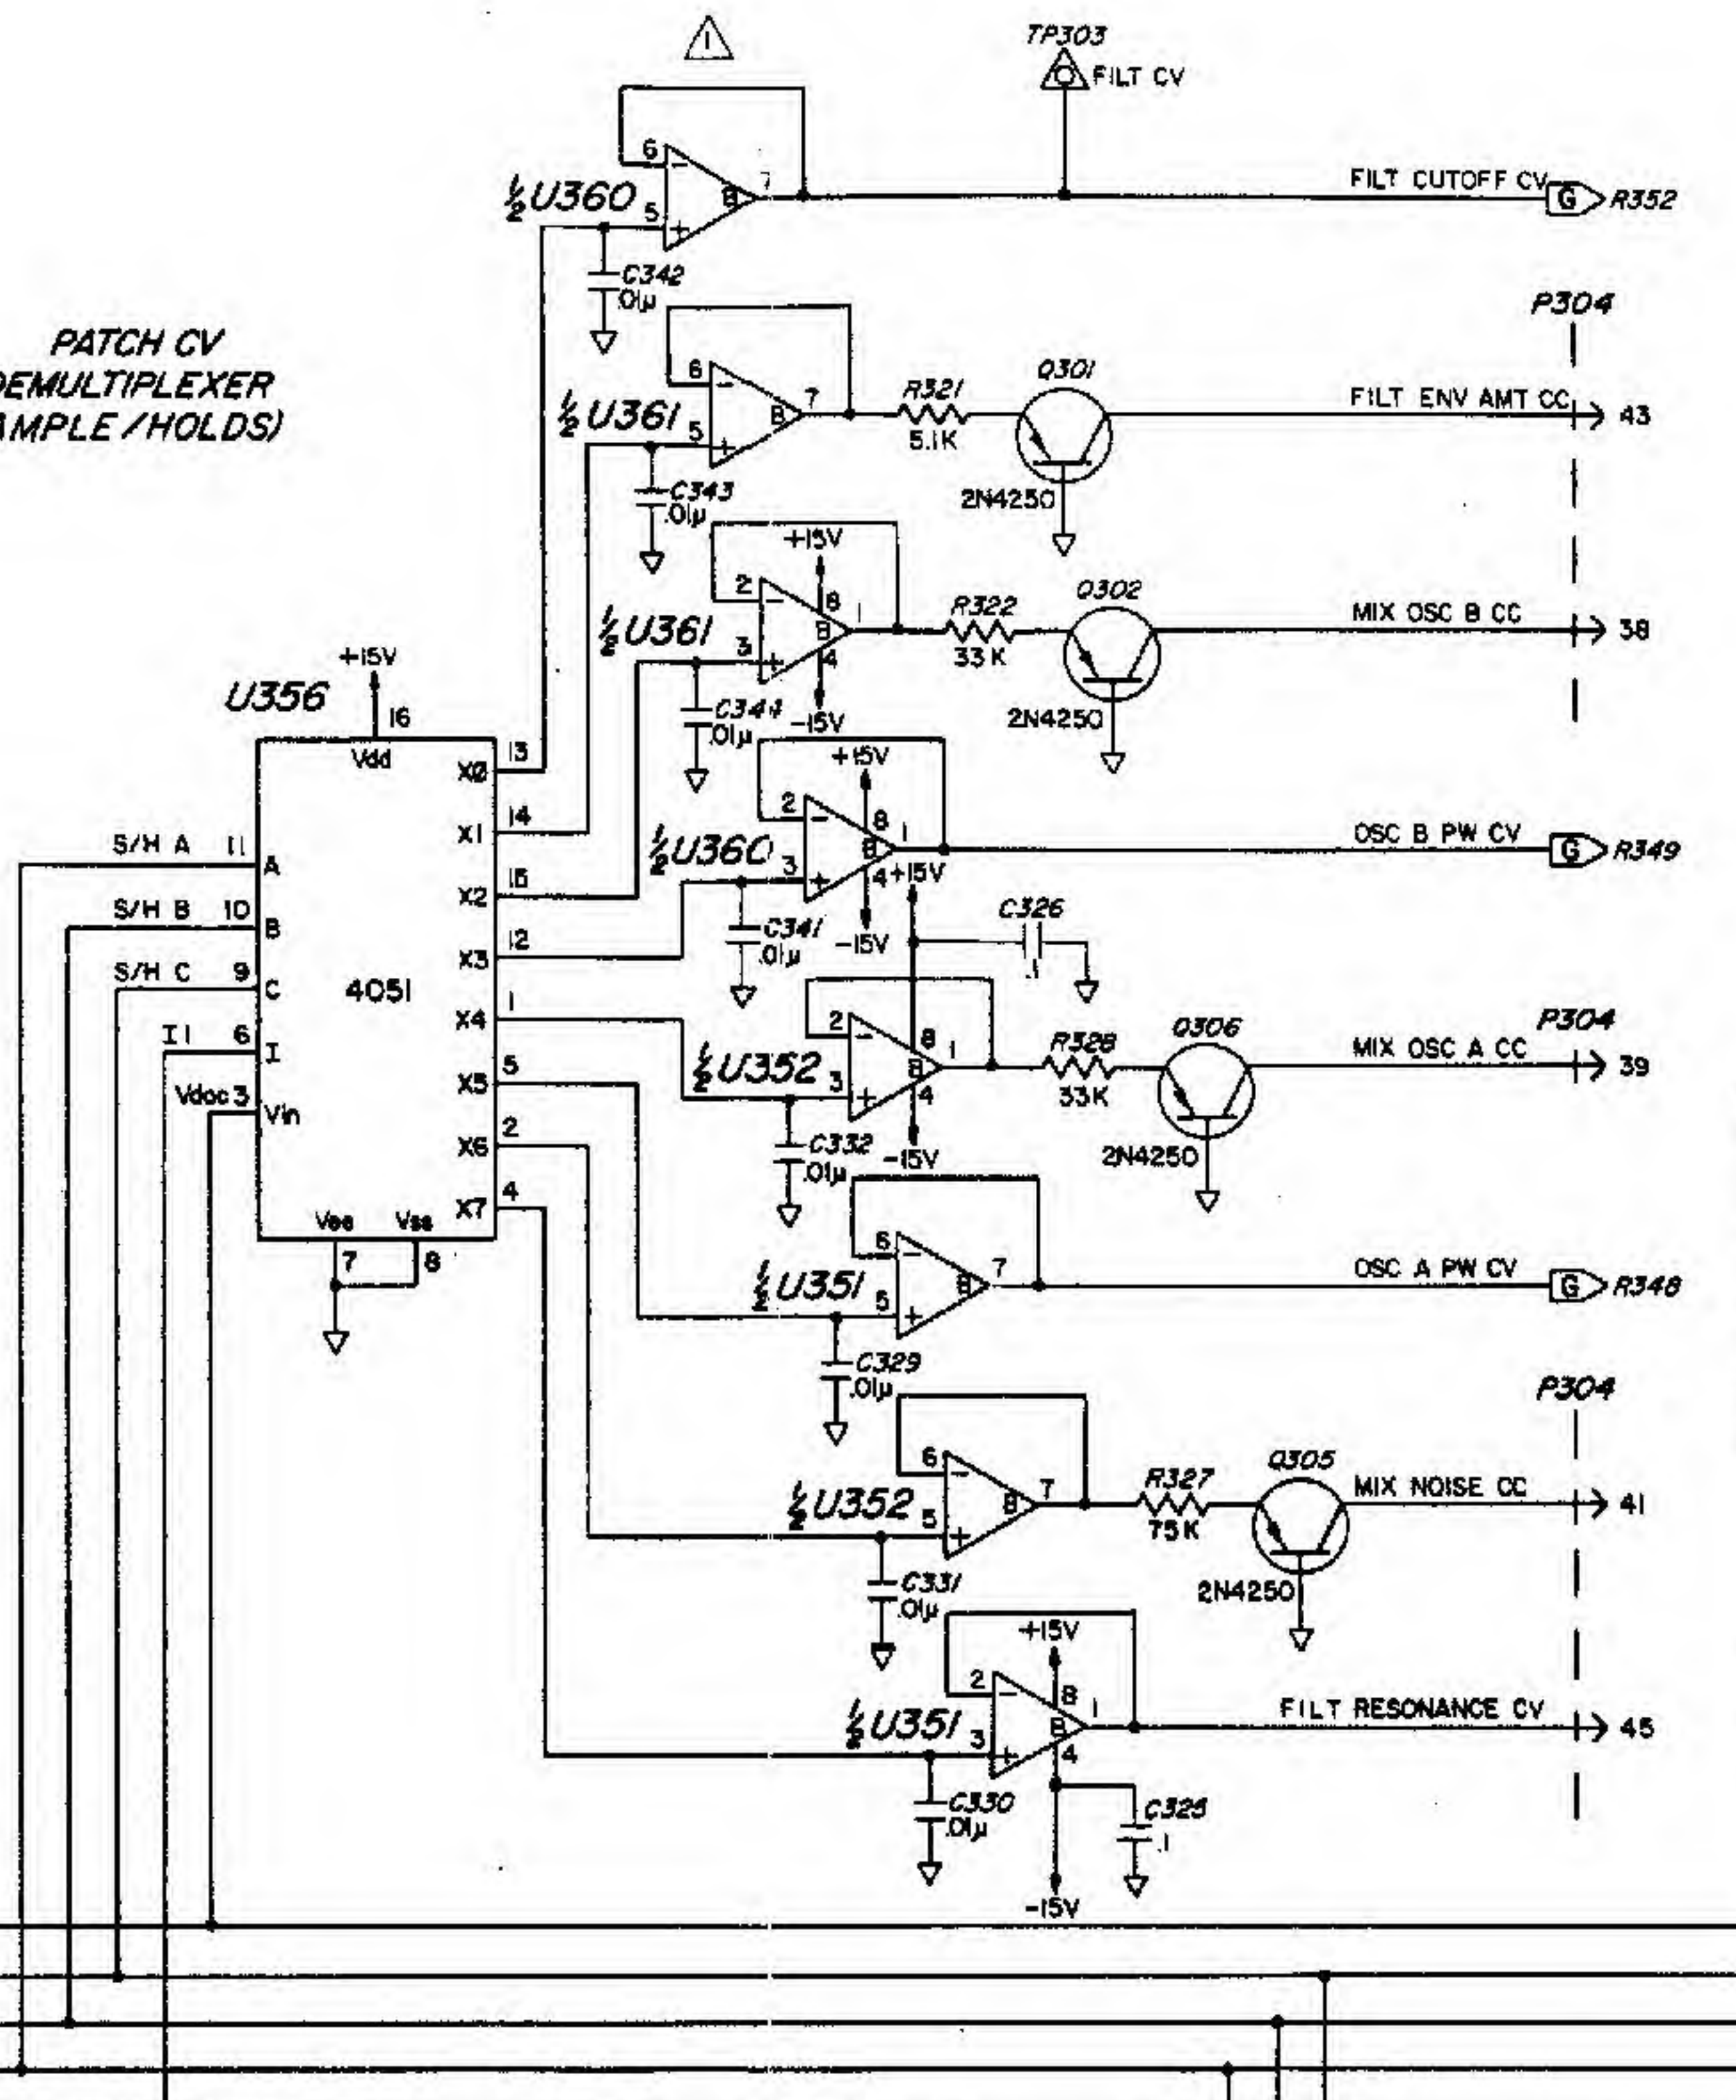 1
TP303
FILT CV
6
7
½U360
B
5
FILT CUTOFF CV
G
R352
C342
.01µ
P304
PATCH CV
DEMULTIPLEXER
AMPLE/HOLDS)
6
7
½U361
B
5
R321
5.1K
Q301
2N4250
FILT ENV AMT CC
43
C343
.01µ
+15V
2
8
1
½U361
B
3
4
-15V
R322
33K
Q302
2N4250
MIX OSC B CC
38
C344
.01µ
+15V
U356
16
Vdd
+15V
2
8
1
½U360
B
3
4
-15V
OSC B PW CV
G
R349
C341
.01µ
X0 13
X1 14
X2 15
X3 12
X4 1
X5 5
X6 2
X7 4
S/H A 11 A
S/H B 10 B
S/H C 9 C
I1 6 I
Vdac 3 Vin
4051
Vee Vss
7 8
+15V
C326
.1
2
8
1
½U352
B
3
4
-15V
R328
33K
Q306
2N4250
MIX OSC A CC
P304
39
C332
.01µ
6
7
½U351
B
5
OSC A PW CV
G
R348
C329
.01µ
P304
6
7
½U352
B
5
R327
75K
Q305
2N4250
MIX NOISE CC
41
C331
.01µ
+15V
2
8
1
½U351
B
3
4
FILT RESONANCE CV
45
C330
.01µ
C325
.1
-15V